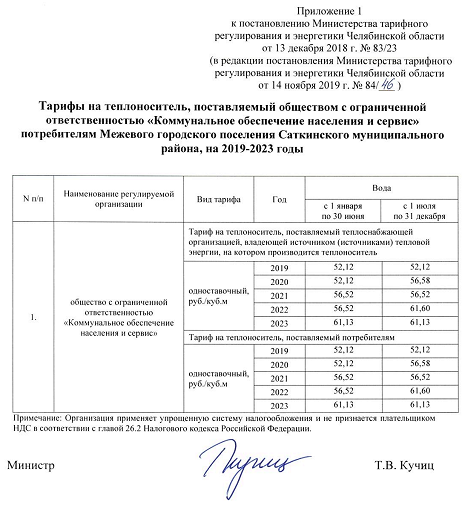 Приложение 1
к постановлению Министерства тарифного
регулирования и энергетики Челябинской области
от 13 декабря 2018 г. № 83/23
(в редакции постановления Министерства тарифного
регулирования и энергетики Челябинской области
от 14 ноября 2019 г. № 84/ 46 )
Тарифы на теплоноситель, поставляемый обществом с ограниченной
ответственностью «Коммунальное обеспечение населения и сервис»
потребителям Межевого городского поселения Саткинского муниципального
района, на 2019-2023 годы
N п/п Наименование регулируемой организации Вид тарифа Год Вода
с 1 января по 30 июня с 1 июля по 31 декабря
1. общество с ограниченной ответственностью «Коммунальное обеспечение населения и сервис»
Тариф на теплоноситель, поставляемый теплоснабжающей
организацией, владеющей источником (источниками) тепловой
энергии, на котором производится теплоноситель
одноставочный, руб./куб.м
2019 52,12 52,12
2020 52,12 56,58
2021 56,52 56,52
2022 56,52 61,60
2023 61,13 61,13
Тариф на теплоноситель, поставляемый потребителям
одноставочный, руб./куб.м
2019 52,12 52,12
2020 52,12 56,58
2021 56,52 56,52
2022 56,52 61,60
2023 61,13 61,13
Примечание: Организация применяет упрощенную систему налогообложения и не признается плательщиком
НДС в соответствии с главой 26.2 Налогового кодекса Российской Федерации.
Министр Т.В. Кучиц